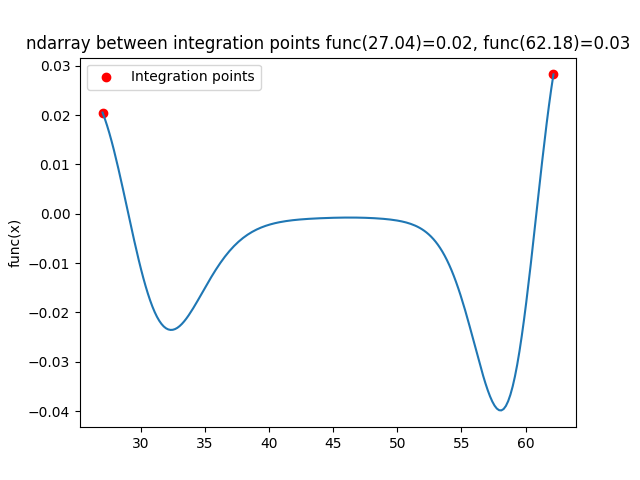 ndarray between integration points func(27.04)=0.02, func(62.18)=0.03
Integration points
func(x)
0.03
0.02
0.01
0.00
−0.01
−0.02
−0.03
−0.04
30 35 40 45 50 55 60